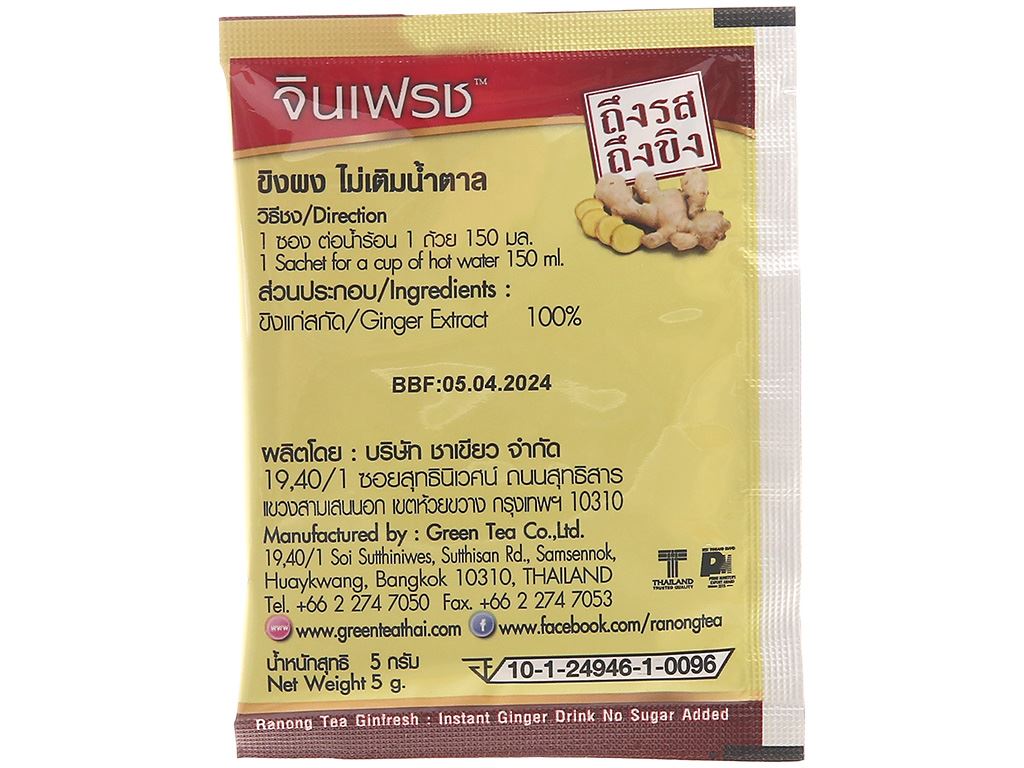 จินเฟรช™
ถึงรส
ถึงขิง
ขิงผง ไม่เติมน้ำตาล
วิธีชง/Direction
1 ซอง ต่อน้ำร้อน 1 ถ้วย 150 มล.
1 Sachet for a cup of hot water 150 ml.
ส่วนประกอบ/Ingredients :
ขิงแก่สกัด/Ginger Extract 100%
BBF:05.04.2024
ผลิตโดย : บริษัท ชาเขียว จำกัด
19,40/1 ซอยสุทธินิเวศน์ ถนนสุทธิสาร
แขวงสามเสนนอก เขตห้วยขวาง กรุงเทพฯ 10310
Manufactured by : Green Tea Co.,Ltd.
19,40/1 Soi Sutthiniwes, Sutthisan Rd., Samsennok,
Huaykwang, Bangkok 10310, THAILAND
Tel. +66 2 274 7050 Fax. +66 2 274 7053
THAILAND
TRUSTED QUALITY
www www.greenteathai.com f www.facebook.com/ranongtea
น้ำหนักสุทธิ 5 กรัม
Net Weight 5 g.
10-1-24946-1-0096
Ranong Tea Ginfresh : Instant Ginger Drink No Sugar Added